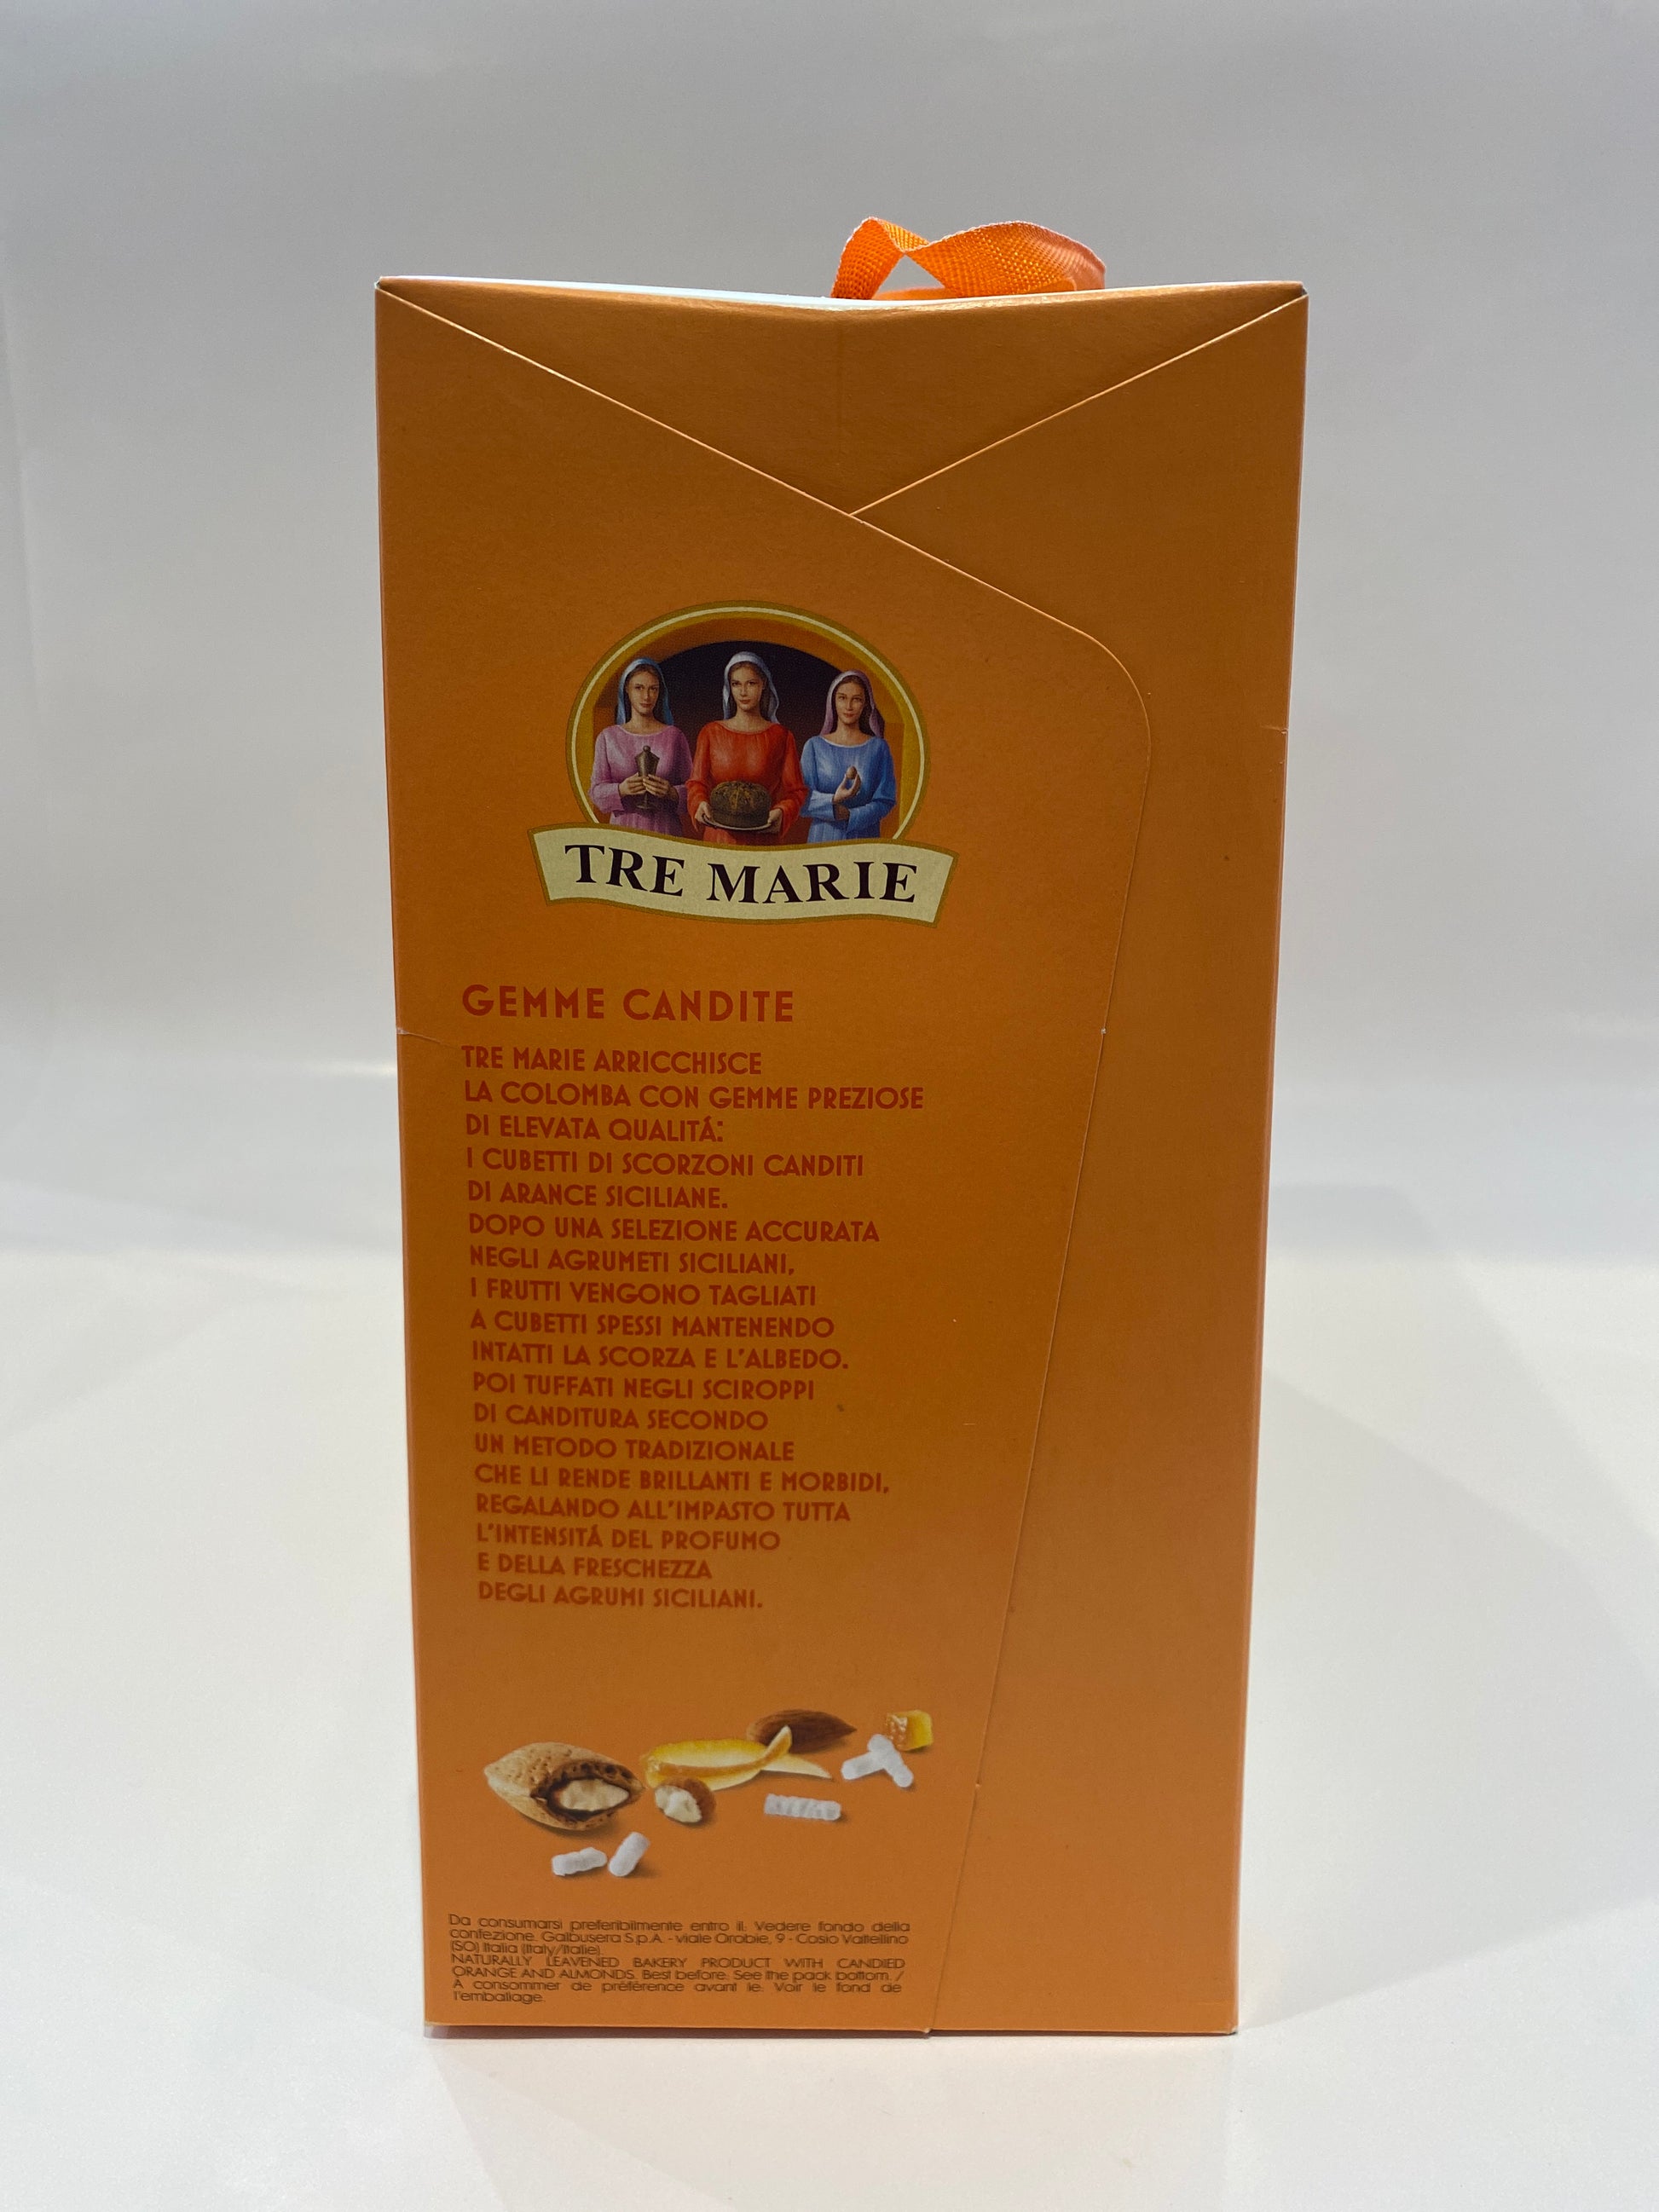 TRE MARIE
GEMME CANDITE
TRE MARIE ARRICCHISCE
LA COLOMBA CON GEMME PREZIOSE
DI ELEVATA QUALITÁ:
I CUBETTI DI SCORZONI CANDITI
DI ARANCE SICILIANE.
DOPO UNA SELEZIONE ACCURATA
NEGLI AGRUMETI SICILIANI,
I FRUTTI VENGONO TAGLIATI
A CUBETTI SPESSI MANTENENDO
INTATTI LA SCORZA E L'ALBEDO.
POI TUFFATI NEGLI SCIROPPI
DI CANDITURA SECONDO
UN METODO TRADIZIONALE
CHE LI RENDE BRILLANTI E MORBIDI,
REGALANDO ALL'IMPASTO TUTTA
L'INTENSITÁ DEL PROFUMO
E DELLA FRESCHEZZA
DEGLI AGRUMI SICILIANI.
Da consumarsi preferibilmente entro il: Vedere fondo della
confezione. Galbusera S.p.A. - viale Orobie, 9 - Cosio Valtellino
(SO) Italia (Italy/Italie).
NATURALLY LEAVENED BAKERY PRODUCT WITH CANDIED
ORANGE AND ALMONDS. Best before: See the pack bottom. /
A consommer de préférence avant le: Voir le fond de
l'emballage.